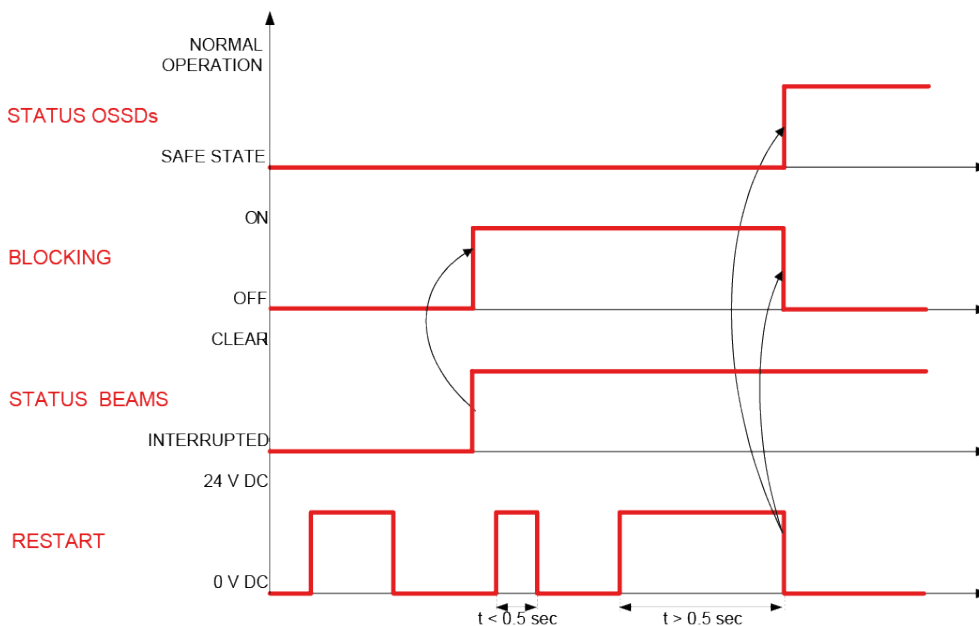 NORMAL
OPERATION
STATUS OSSDs
SAFE STATE
ON
BLOCKING
OFF
CLEAR
STATUS BEAMS
INTERRUPTED
24 V DC
RESTART
0 V DC
t < 0.5 sec
t > 0.5 sec